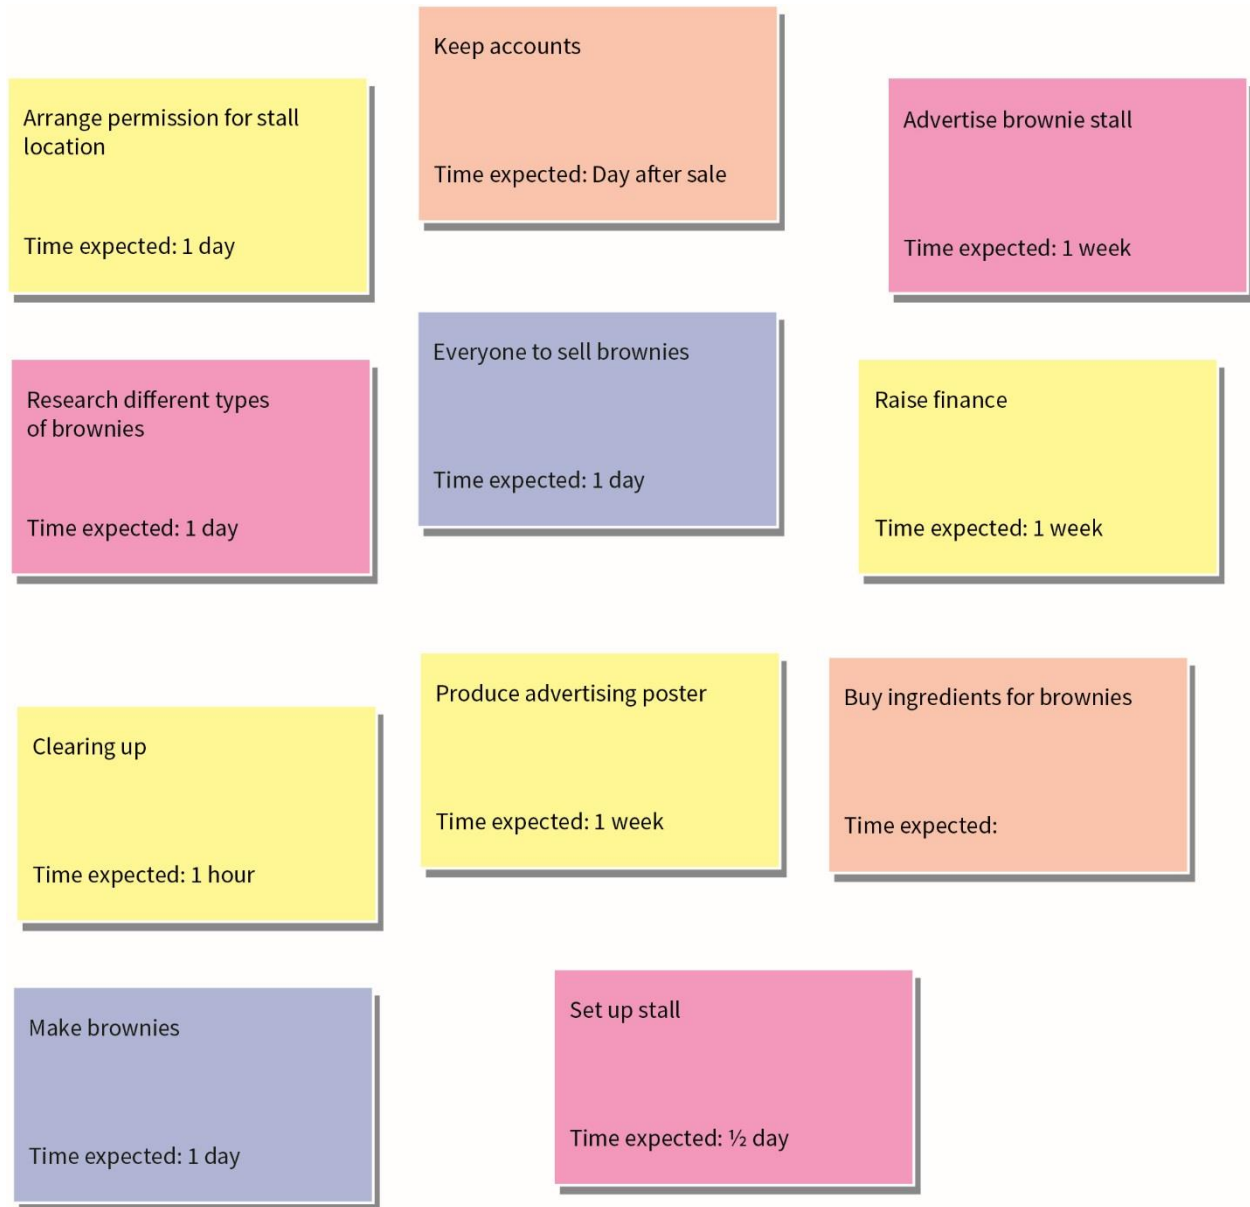 Keep accounts
Time expected: Day after sale
Arrange permission for stall
location
Time expected: 1 day
Advertise brownie stall
Time expected: 1 week
Everyone to sell brownies
Time expected: 1 day
Research different types
of brownies
Time expected: 1 day
Raise finance
Time expected: 1 week
Clearing up
Time expected: 1 hour
Produce advertising poster
Time expected: 1 week
Buy ingredients for brownies
Time expected:
Make brownies
Time expected: 1 day
Set up stall
Time expected: ½ day